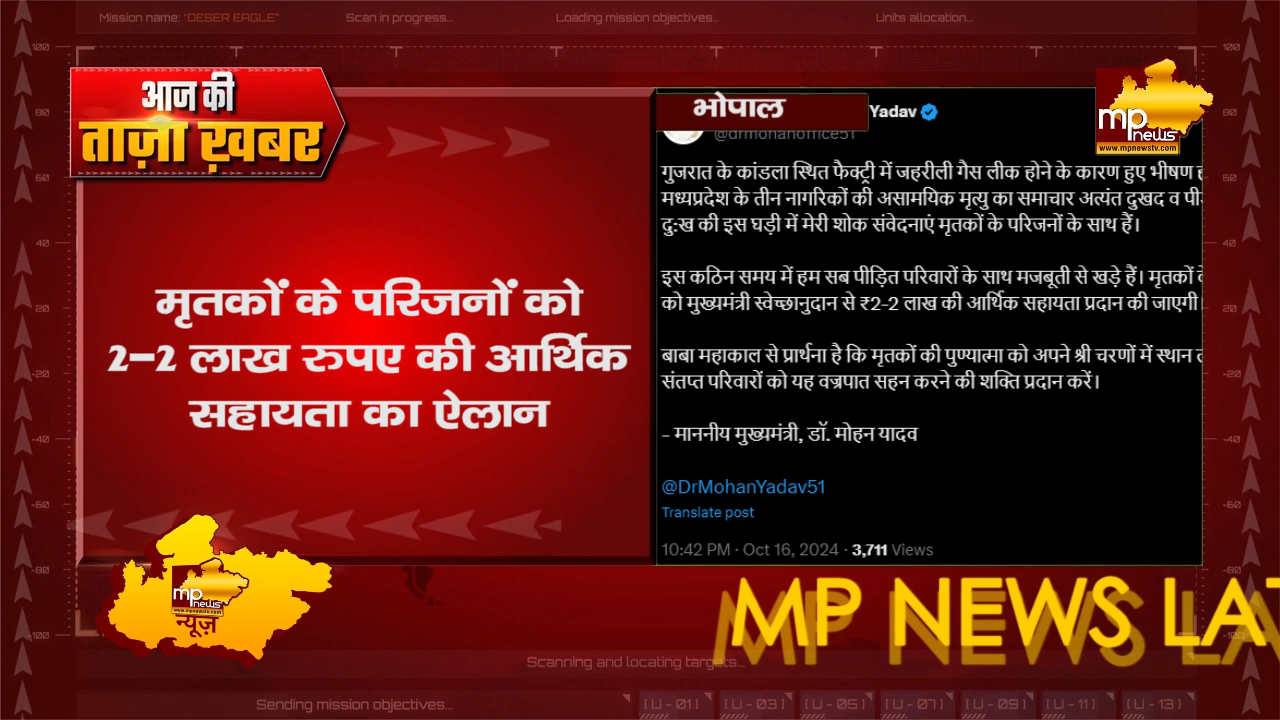 Mission name: "DESER EAGLE"
Scan in progress...
Loading mission objectives...
Units allocation...
आज की
ताज़ा ख़बर
भोपाल
Yadav
@drmohanoffice51
mp
news
www.mpnewstv.com
गुजरात के कांडला स्थित फैक्ट्री में जहरीली गैस लीक होने के कारण हुए भीषण
मध्यप्रदेश के तीन नागरिकों की असामयिक मृत्यु का समाचार अत्यंत दुखद व
दु:ख की इस घड़ी में मेरी शोक संवेदनाएं मृतकों के परिजनों के साथ हैं।
इस कठिन समय में हम सब पीड़ित परिवारों के साथ मजबूती से खड़े हैं। मृतकों
को मुख्यमंत्री स्वेच्छानुदान से ₹2-2 लाख की आर्थिक सहायता प्रदान की जाएगी
बाबा महाकाल से प्रार्थना है कि मृतकों की पुण्यात्मा को अपने श्री चरणों में स्थान
संतप्त परिवारों को यह वज्रपात सहन करने की शक्ति प्रदान करें।
- माननीय मुख्यमंत्री, डॉ. मोहन यादव
@DrMohanYadav51
Translate post
10:42 PM · Oct 16, 2024 · 3,711 Views
मृतकों के परिजनों को
2-2 लाख रुपए की आर्थिक
सहायता का ऐलान
mp
news
www.mpnewstv.com
न्यूज़
MP NEWS LAT
Scanning and locating targets...
Sending mission objectives...
[ U - 01 ] [ U - 03 ] [ U - 05 ] [ U - 07 ] [ U - 09 ] [ U - 11 ] [ U - 13 ]